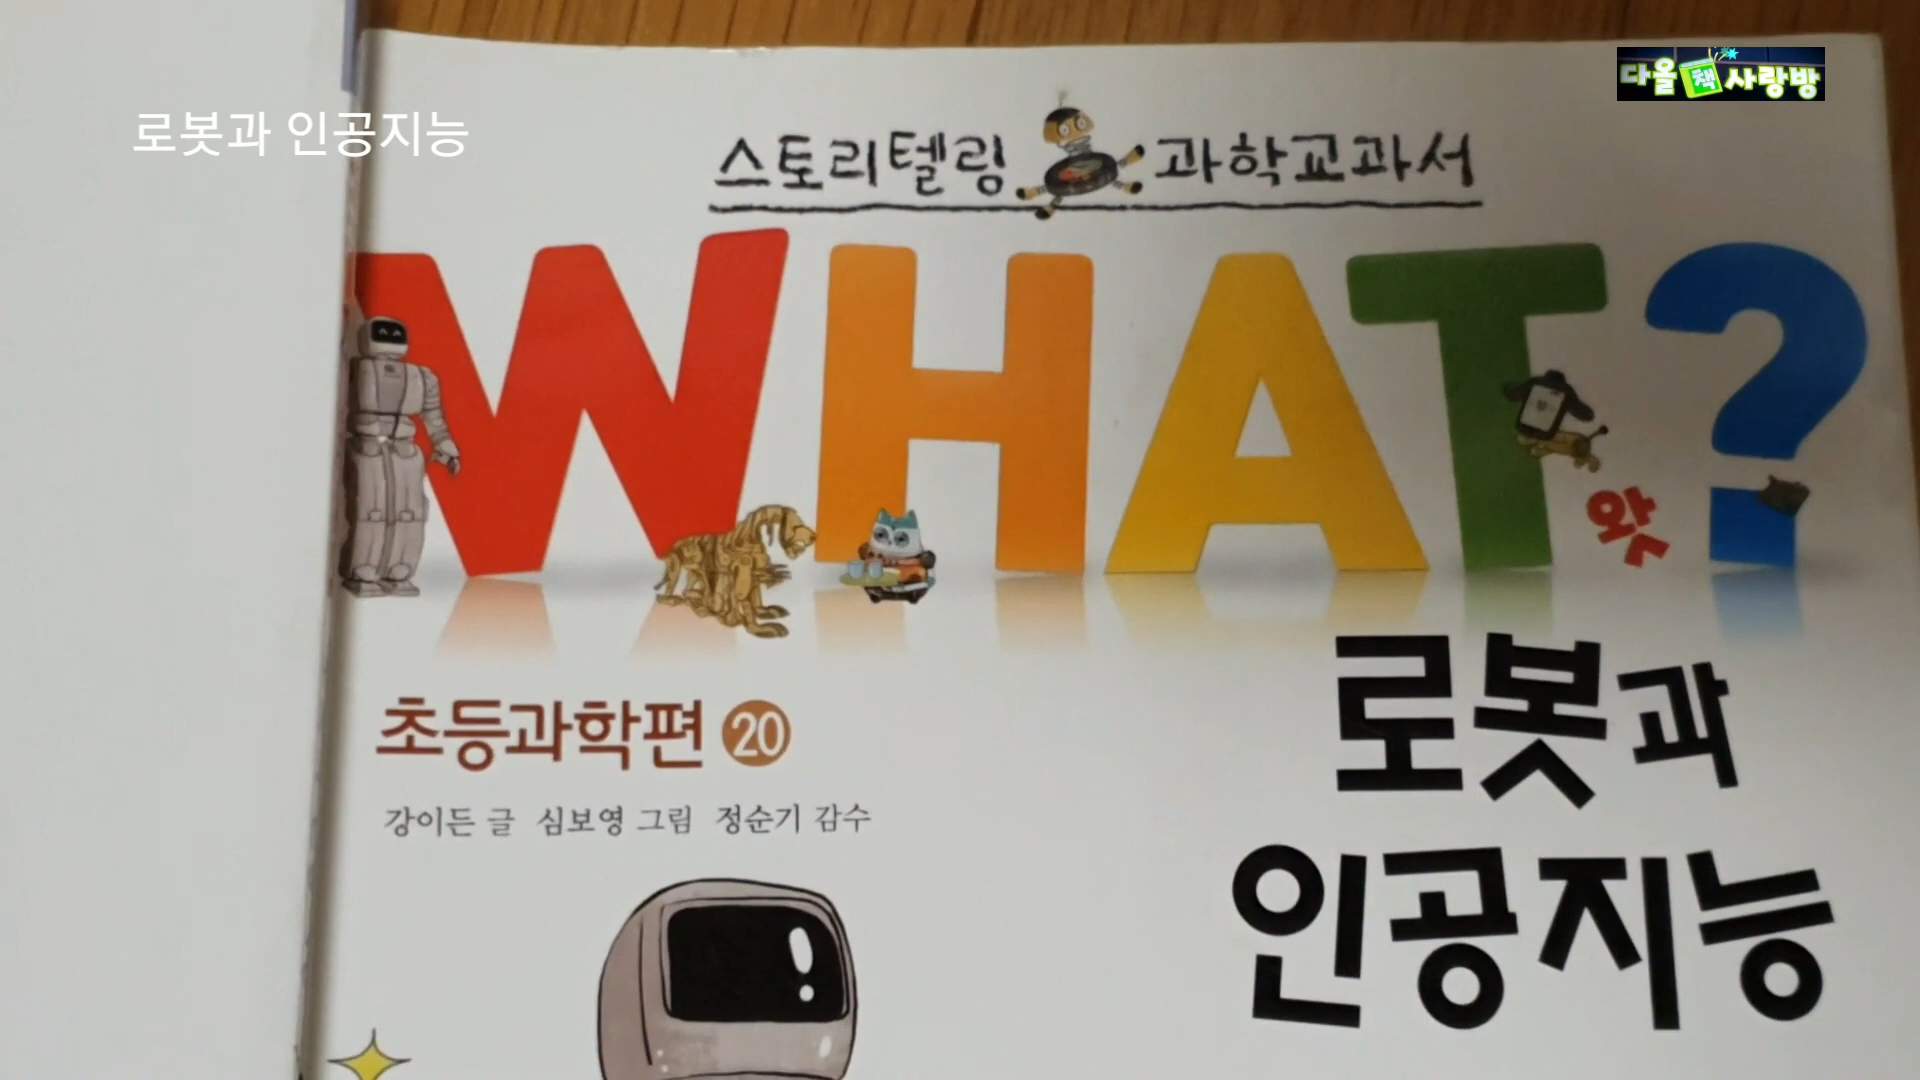 다올책사랑방
로봇과 인공지능
스토리텔링 과학교과서
WHAT?
왓
로봇과
인공지능
초등과학편 20
강이든 글 심보영 그림 정순기 감수